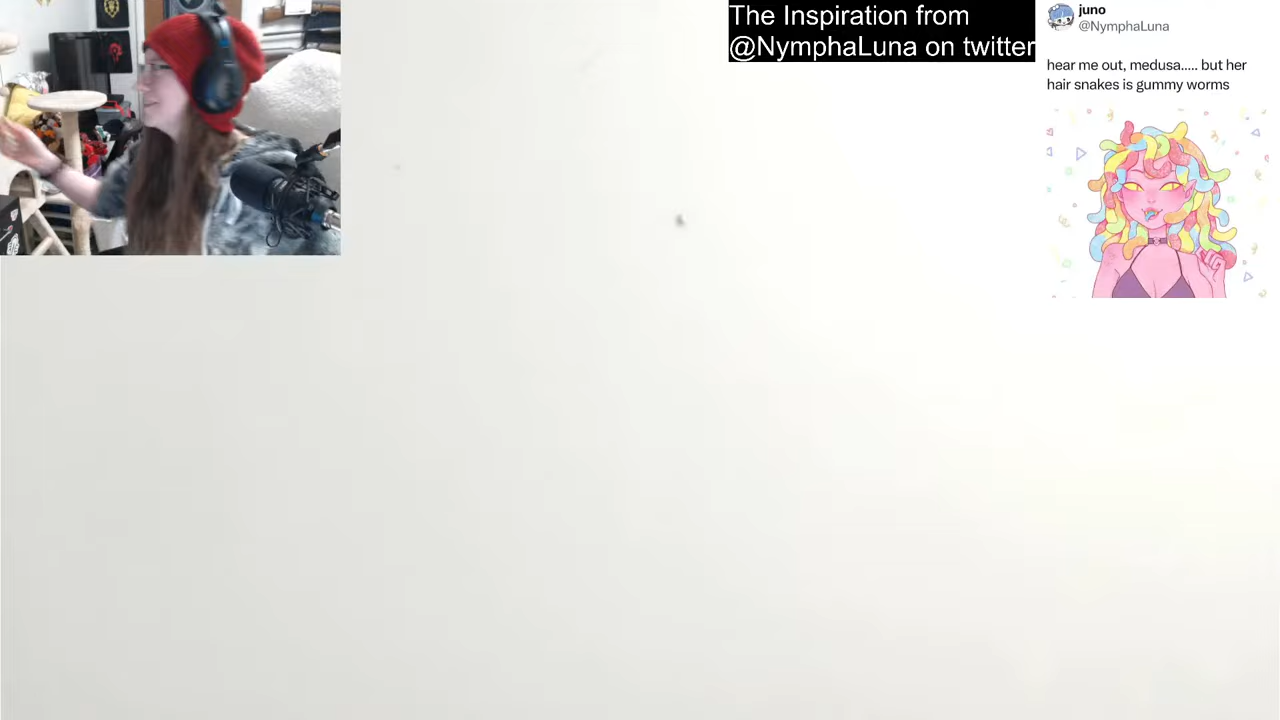 The Inspiration from
@NymphaLuna on twitter
juno
@NymphaLuna
hear me out, medusa..... but her
hair snakes is gummy worms